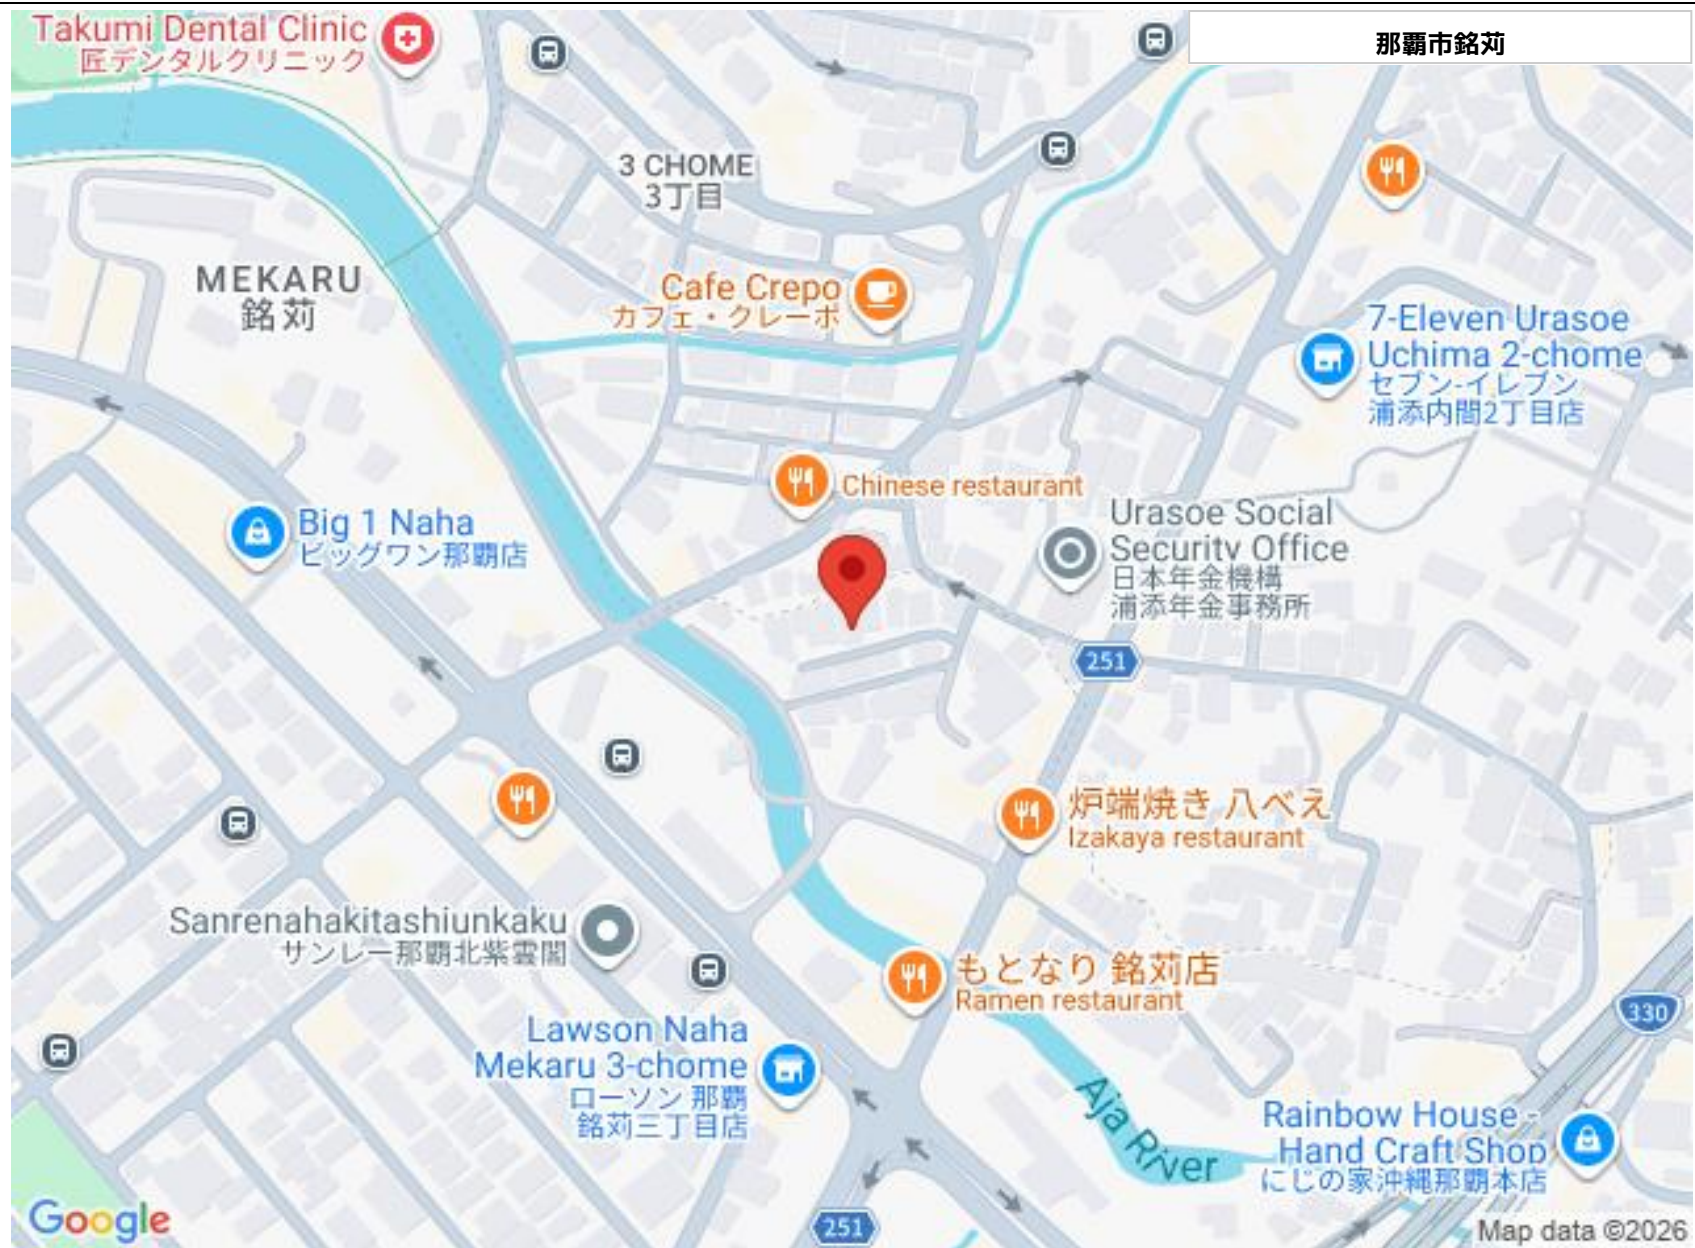 Takumi Dental Clinic
匠デンタルクリニック
那覇市銘苅
3 CHOME
3丁目
MEKARU
銘苅
Cafe Crepo
カフェ・クレーポ
7-Eleven Urasoe
Uchima 2-chome
セブン-イレブン
浦添内間2丁目店
Chinese restaurant
Big 1 Naha
ビッグワン那覇店
Urasoe Social
Security Office
日本年金機構
浦添年金事務所
251
炉端焼き 八べえ
Izakaya restaurant
Sanrenahakitashiunkaku
サンレー那覇北紫雲閣
もとなり 銘苅店
Ramen restaurant
330
Lawson Naha
Mekaru 3-chome
ローソン 那覇
銘苅三丁目店
Aja River
Rainbow House -
Hand Craft Shop
にじの家沖縄那覇本店
Google
251
Map data ©2026